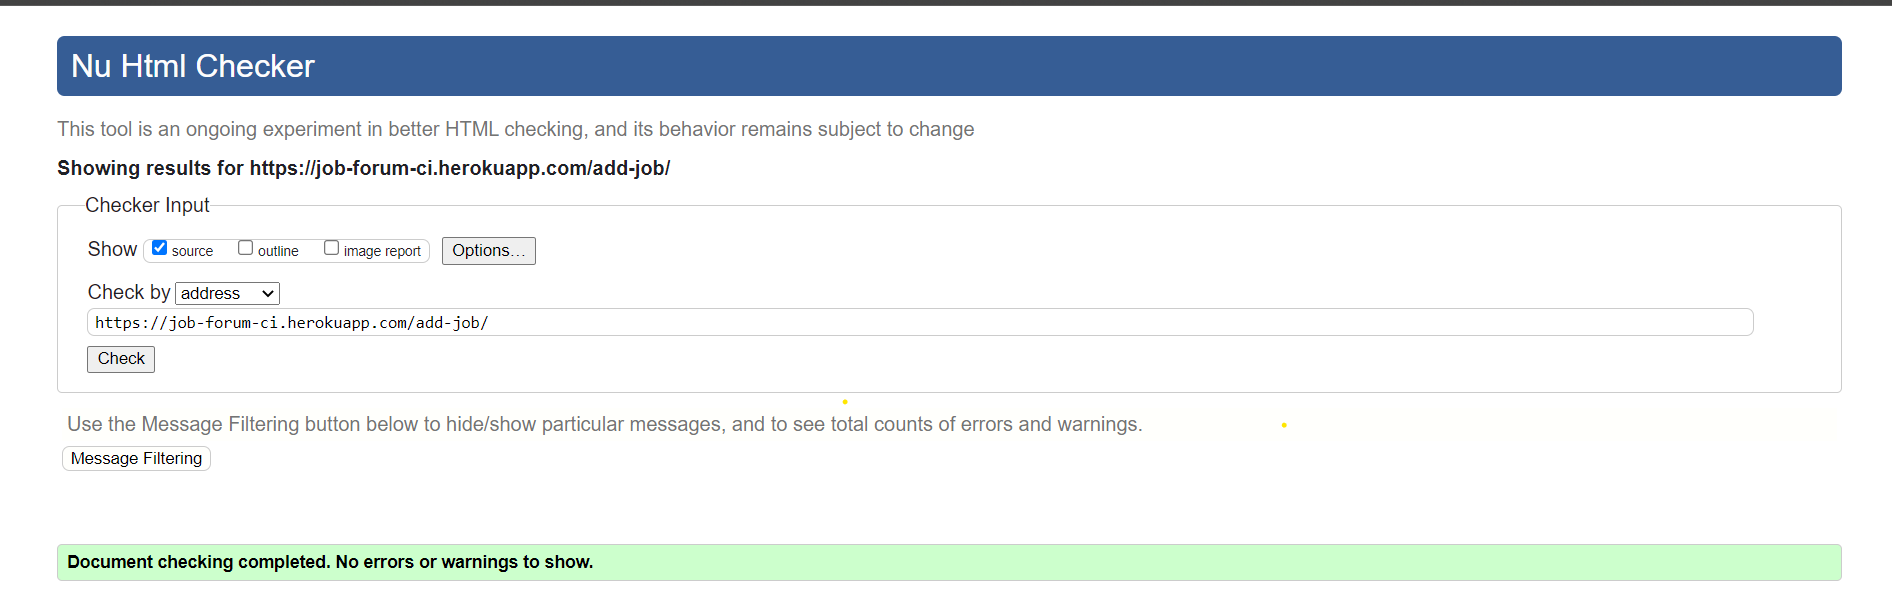 Nu Html Checker
This tool is an ongoing experiment in better HTML checking, and its behavior remains subject to change
Showing results for https://job-forum-ci.herokuapp.com/add-job/
Checker Input
Show source outline image report Options...
Check by address
https://job-forum-ci.herokuapp.com/add-job/
Check
Use the Message Filtering button below to hide/show particular messages, and to see total counts of errors and warnings.
Message Filtering
Document checking completed. No errors or warnings to show.